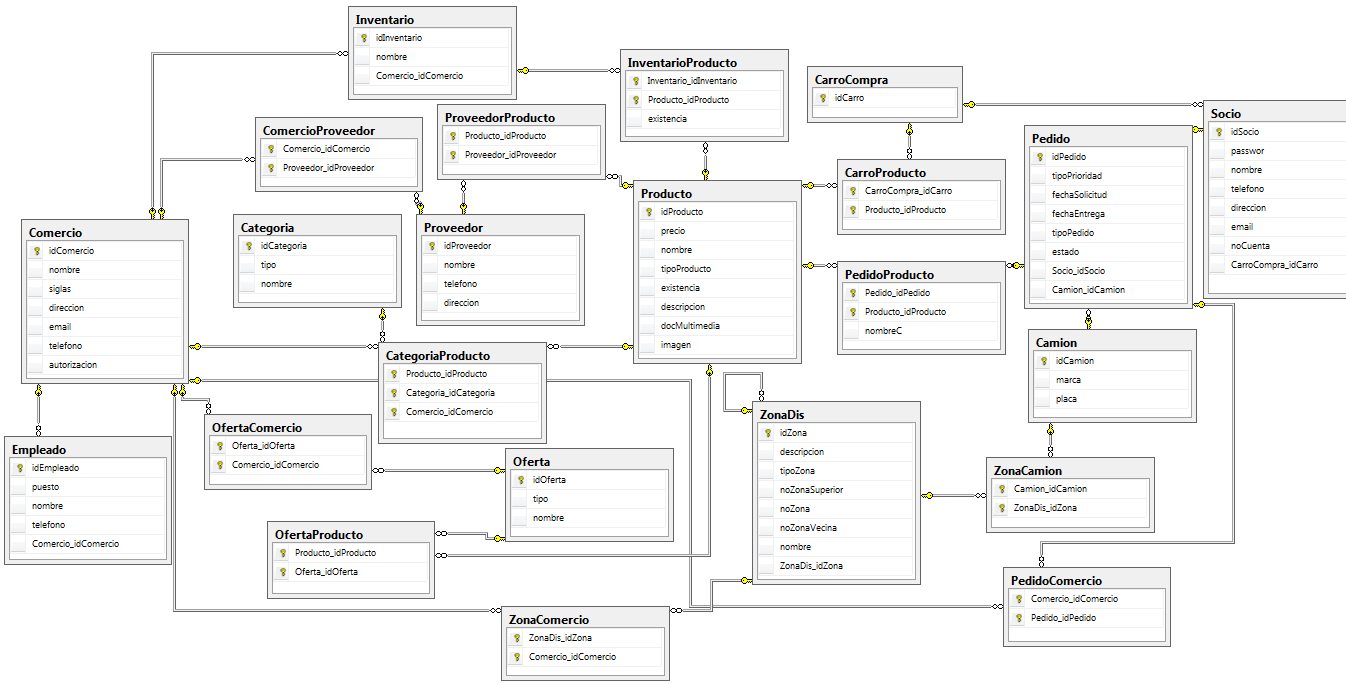 Inventario
idInventario
nombre
Comercio_idComercio
InventarioProducto
Inventario_idInventario
Producto_idProducto
existencia
CarroCompra
idCarro
Socio
idSocio
passwor
nombre
telefono
direccion
email
noCuenta
CarroCompra_idCarro
ProveedorProducto
Producto_idProducto
Proveedor_idProveedor
ComercioProveedor
Comercio_idComercio
Proveedor_idProveedor
Pedido
idPedido
tipoPrioridad
fechaSolicitud
fechaEntrega
tipoPedido
estado
Socio_idSocio
Camion_idCamion
CarroProducto
CarroCompra_idCarro
Producto_idProducto
Producto
idProducto
precio
nombre
tipoProducto
existencia
descripcion
docMultimedia
imagen
Comercio
idComercio
nombre
siglas
direccion
email
telefono
autorizacion
Categoria
idCategoria
tipo
nombre
Proveedor
idProveedor
nombre
telefono
direccion
PedidoProducto
Pedido_idPedido
Producto_idProducto
nombreC
Camion
idCamion
marca
placa
CategoriaProducto
Producto_idProducto
Categoria_idCategoria
Comercio_idComercio
ZonaDis
idZona
descripcion
tipoZona
noZonaSuperior
noZona
noZonaVecina
nombre
ZonaDis_idZona
OfertaComercio
Oferta_idOferta
Comercio_idComercio
Empleado
idEmpleado
puesto
nombre
telefono
Comercio_idComercio
Oferta
idOferta
tipo
nombre
ZonaCamion
Camion_idCamion
ZonaDis_idZona
OfertaProducto
Producto_idProducto
Oferta_idOferta
PedidoComercio
Comercio_idComercio
Pedido_idPedido
ZonaComercio
ZonaDis_idZona
Comercio_idComercio